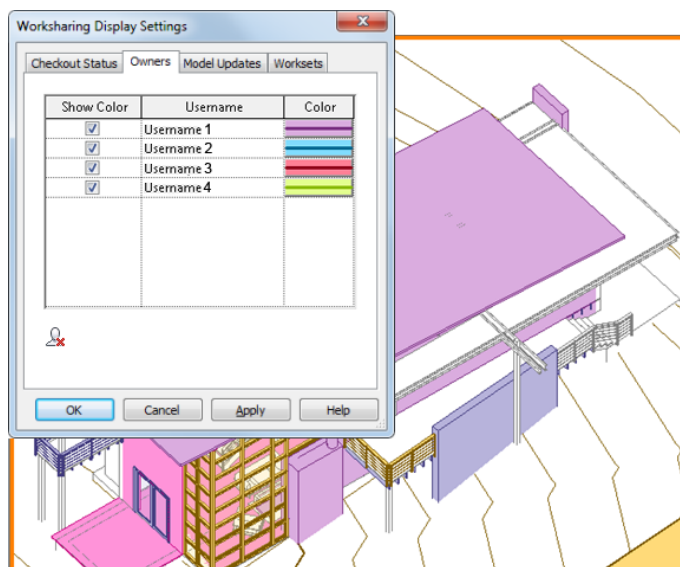 Worksharing Display Settings
Checkout Status Owners Model Updates Worksets
Show Color Username Color
Username 1
Username 2
Username 3
Username 4
OK Cancel Apply Help